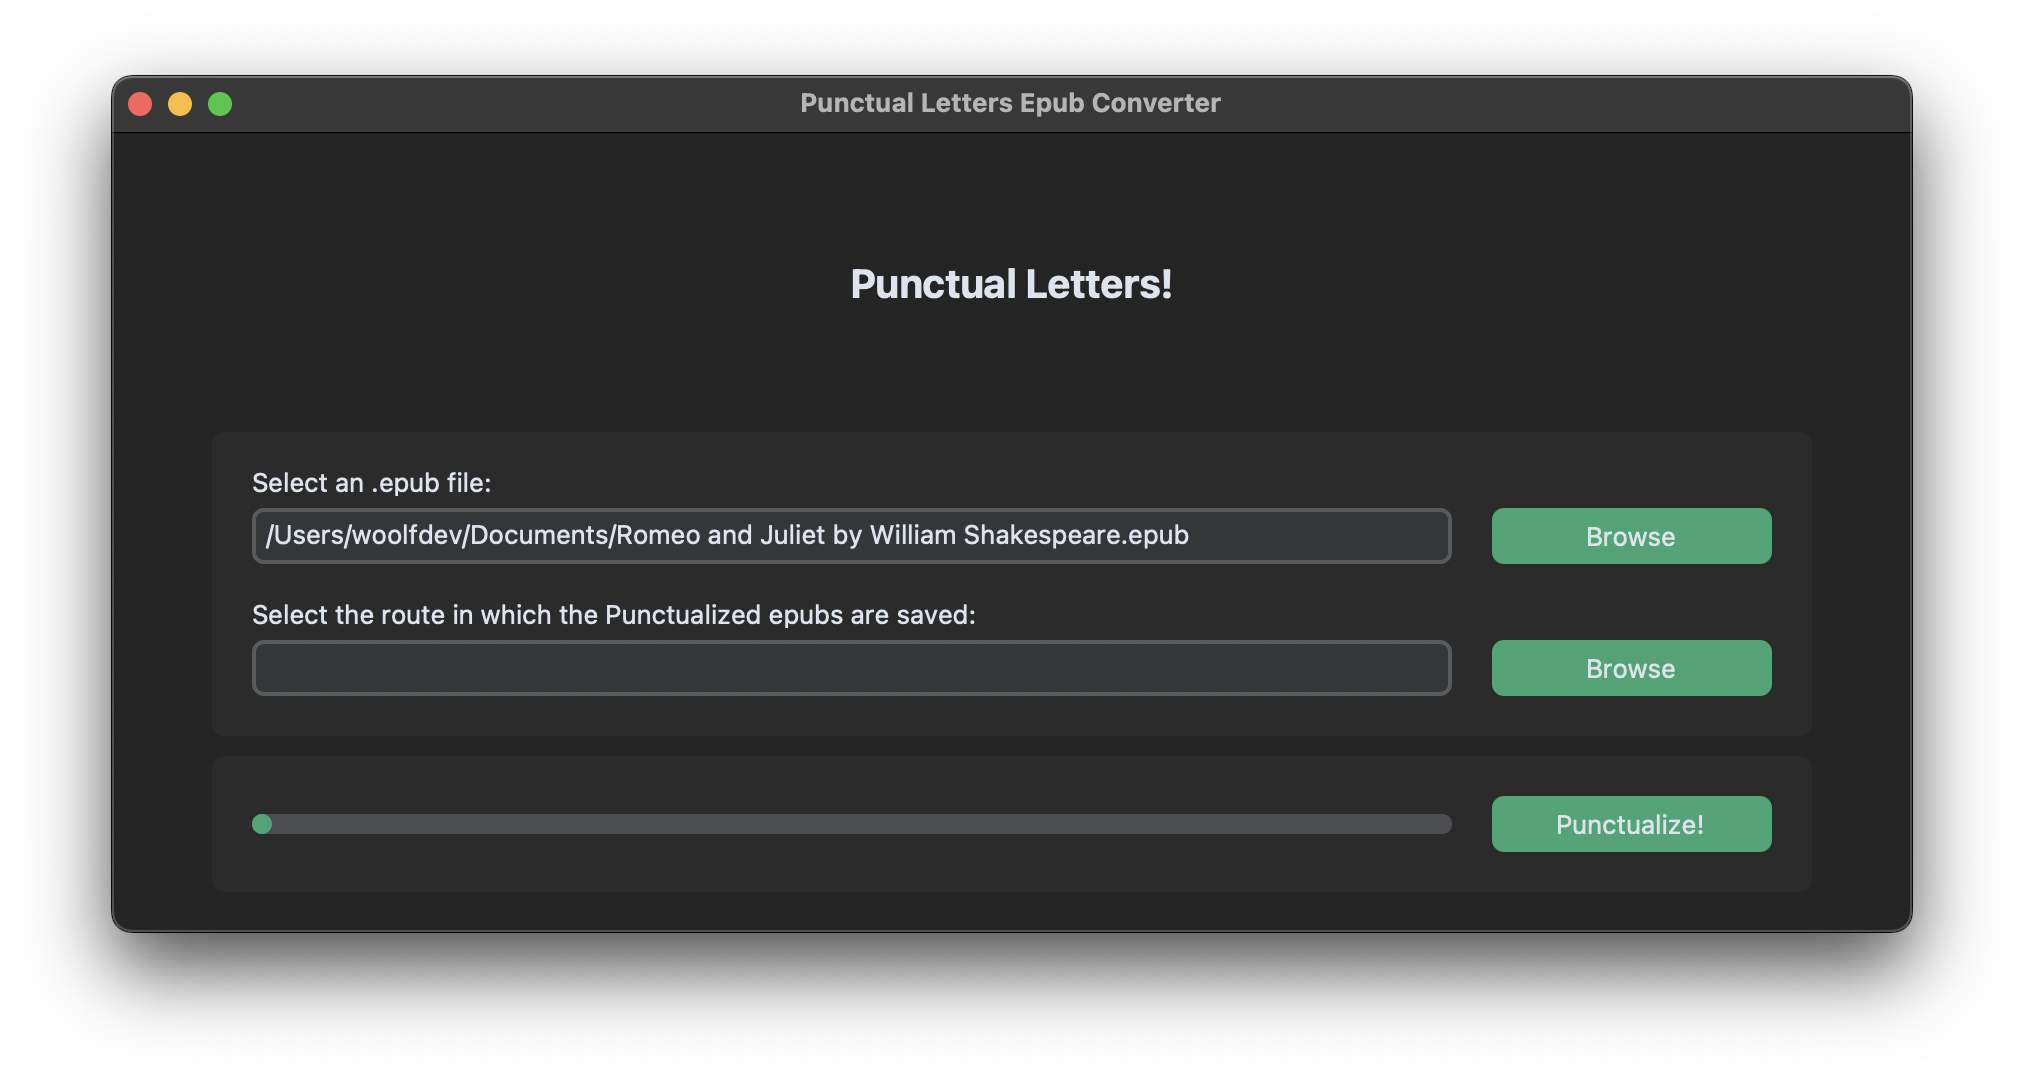 Punctual Letters Epub Converter
Punctual Letters!
Select an .epub file:
/Users/woolfdev/Documents/Romeo and Juliet by William Shakespeare.epub
Browse
Select the route in which the Punctualized epubs are saved:
Browse
Punctualize!